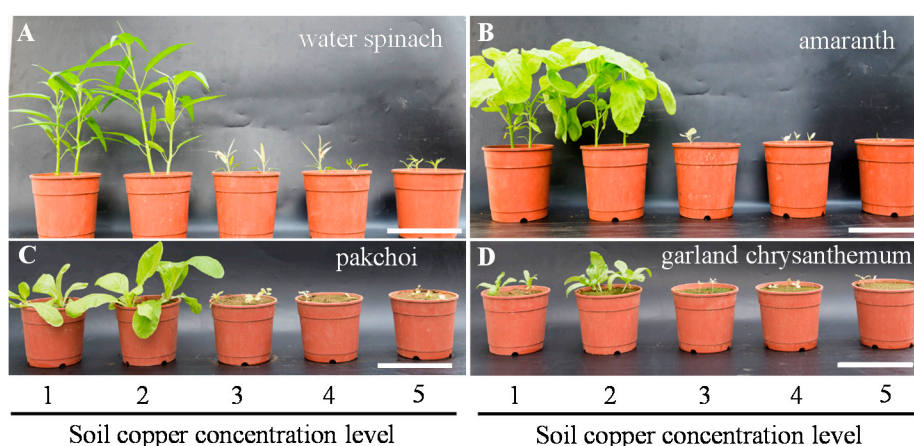 A
water spinach
B
amaranth
C
pakchoi
D
garland chrysanthemum
1 2 3 4 5
1 2 3 4 5
Soil copper concentration level
Soil copper concentration level